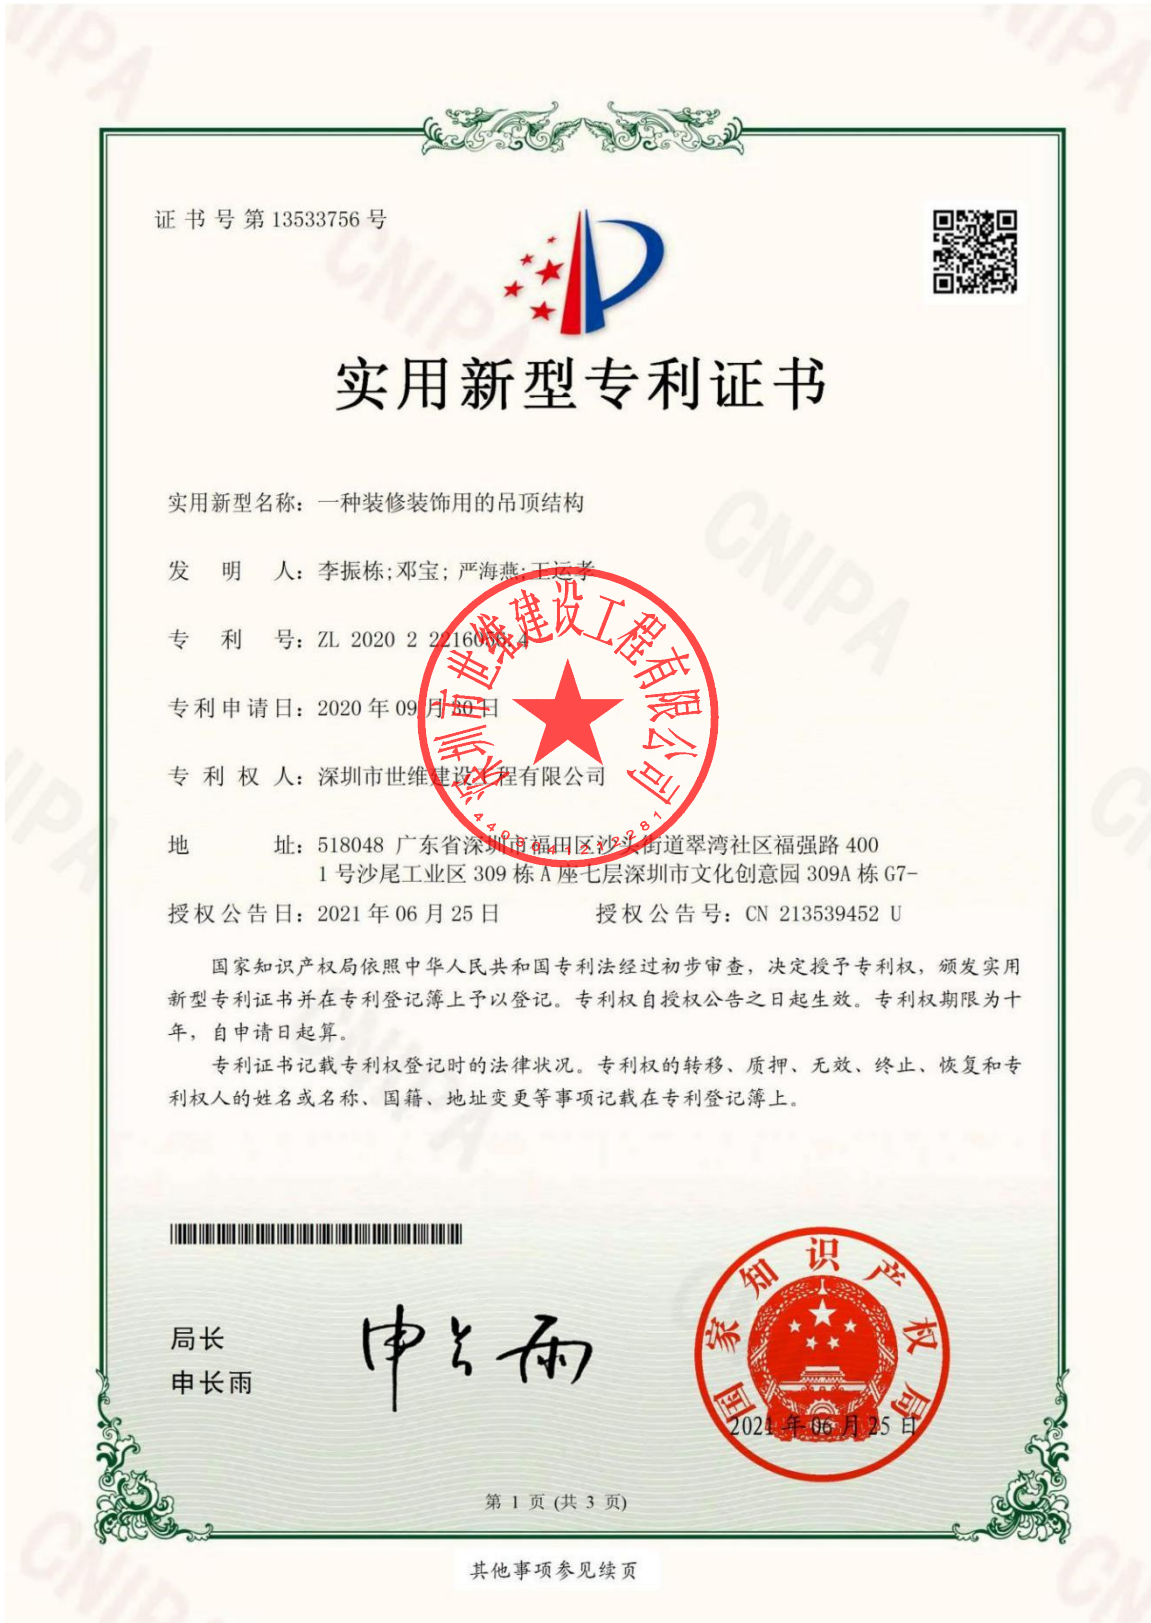 证书号第13533756号
实用新型专利证书
实用新型名称：一种装修装饰用的吊顶结构
发明人：李振栋;邓宝;严海燕;王运孝
专利号：ZL 2020 2 2216056.4
专利申请日：2020年09月30日
专利权人：深圳市世维建设工程有限公司
地址：518048 广东省深圳市福田区沙头街道翠湾社区福强路400
1号沙尾工业区309栋A座七层深圳市文化创意园309A栋G7-
授权公告日：2021年06月25日 授权公告号：CN 213539452 U
深圳市世维建设工程有限公司
国家知识产权局依照中华人民共和国专利法经过初步审查，决定授予专利权，颁发实用
新型专利证书并在专利登记簿上予以登记。专利权自授权公告之日起生效。专利权期限为十
年，自申请日起算。
专利证书记载专利权登记时的法律状况。专利权的转移、质押、无效、终止、恢复和专
利权人的姓名或名称、国籍、地址变更等事项记载在专利登记簿上。
局长
申长雨
申长雨
国家知识产权局
2021年06月25日
第 1 页 (共 3 页)
其他事项参见续页
CNIPA